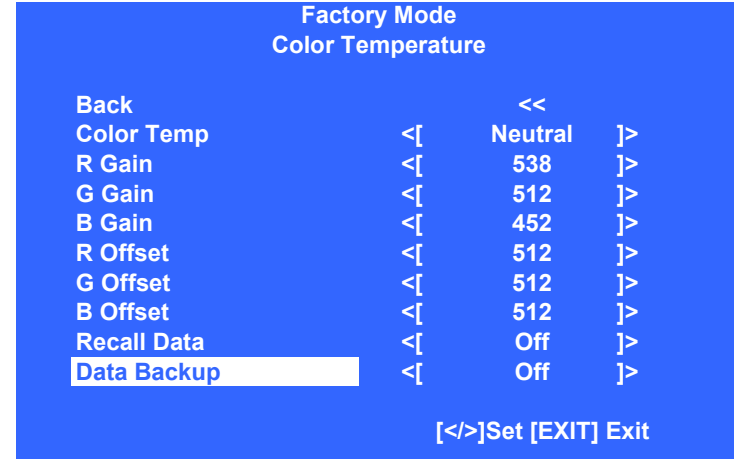 Factory Mode
Color Temperature
Back <<
Color Temp <[ Neutral ]>
R Gain <[ 538 ]>
G Gain <[ 512 ]>
B Gain <[ 452 ]>
R Offset <[ 512 ]>
G Offset <[ 512 ]>
B Offset <[ 512 ]>
Recall Data <[ Off ]>
Data Backup <[ Off ]>
[</>]Set [EXIT] Exit